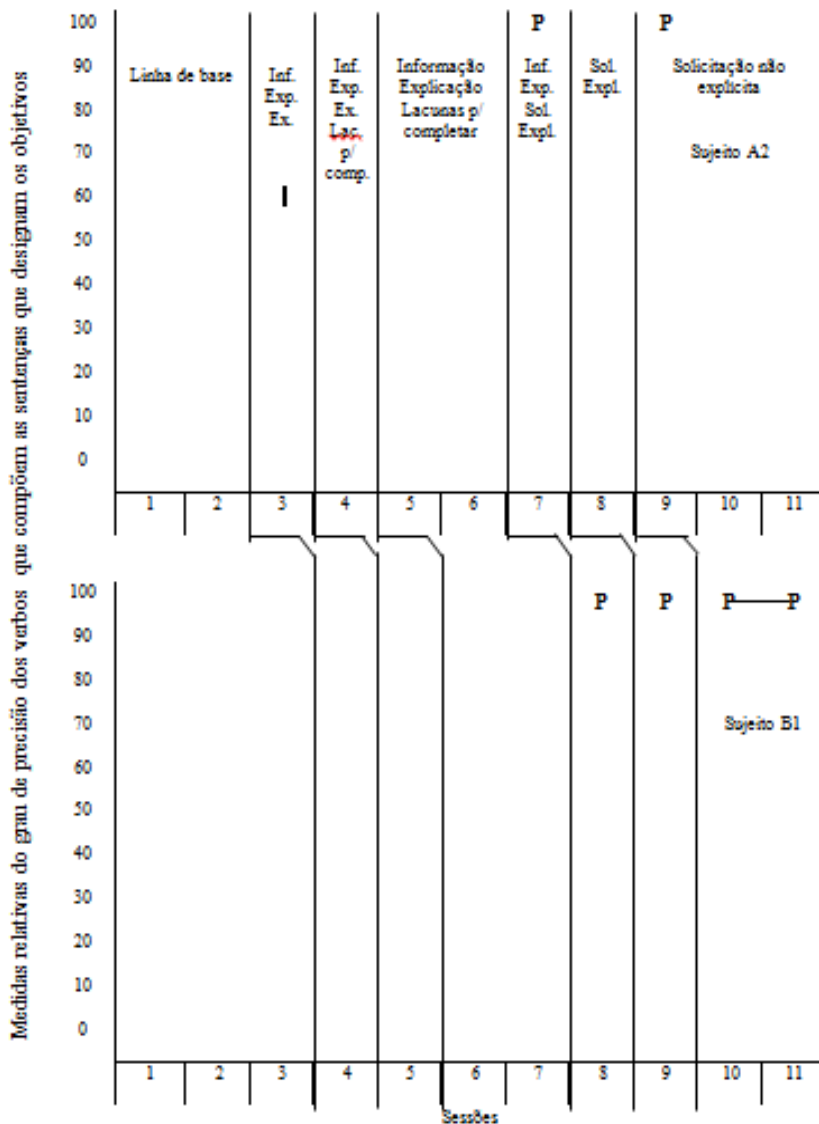 Medidas relativas do grau de precisão dos verbos que compõem as sentenças que designam os objetivos
100
90
80
70
60
50
40
30
20
10
0
P
P
Linha de base
Inf.
Exp.
Ex.
Inf.
Exp.
Ex.
Lac.
p/
comp.
Informação
Explicação
Lacunas p/
completar
Inf.
Exp.
Sol.
Expl.
Sol.
Expl.
Solicitação não
explicita
Sujeito A2
I
1 2 3 4 5 6 7 8 9 10 11
100
90
80
70
60
50
40
30
20
10
0
P P P P
Sujeito B1
1 2 3 4 5 6 7 8 9 10 11
Sessões